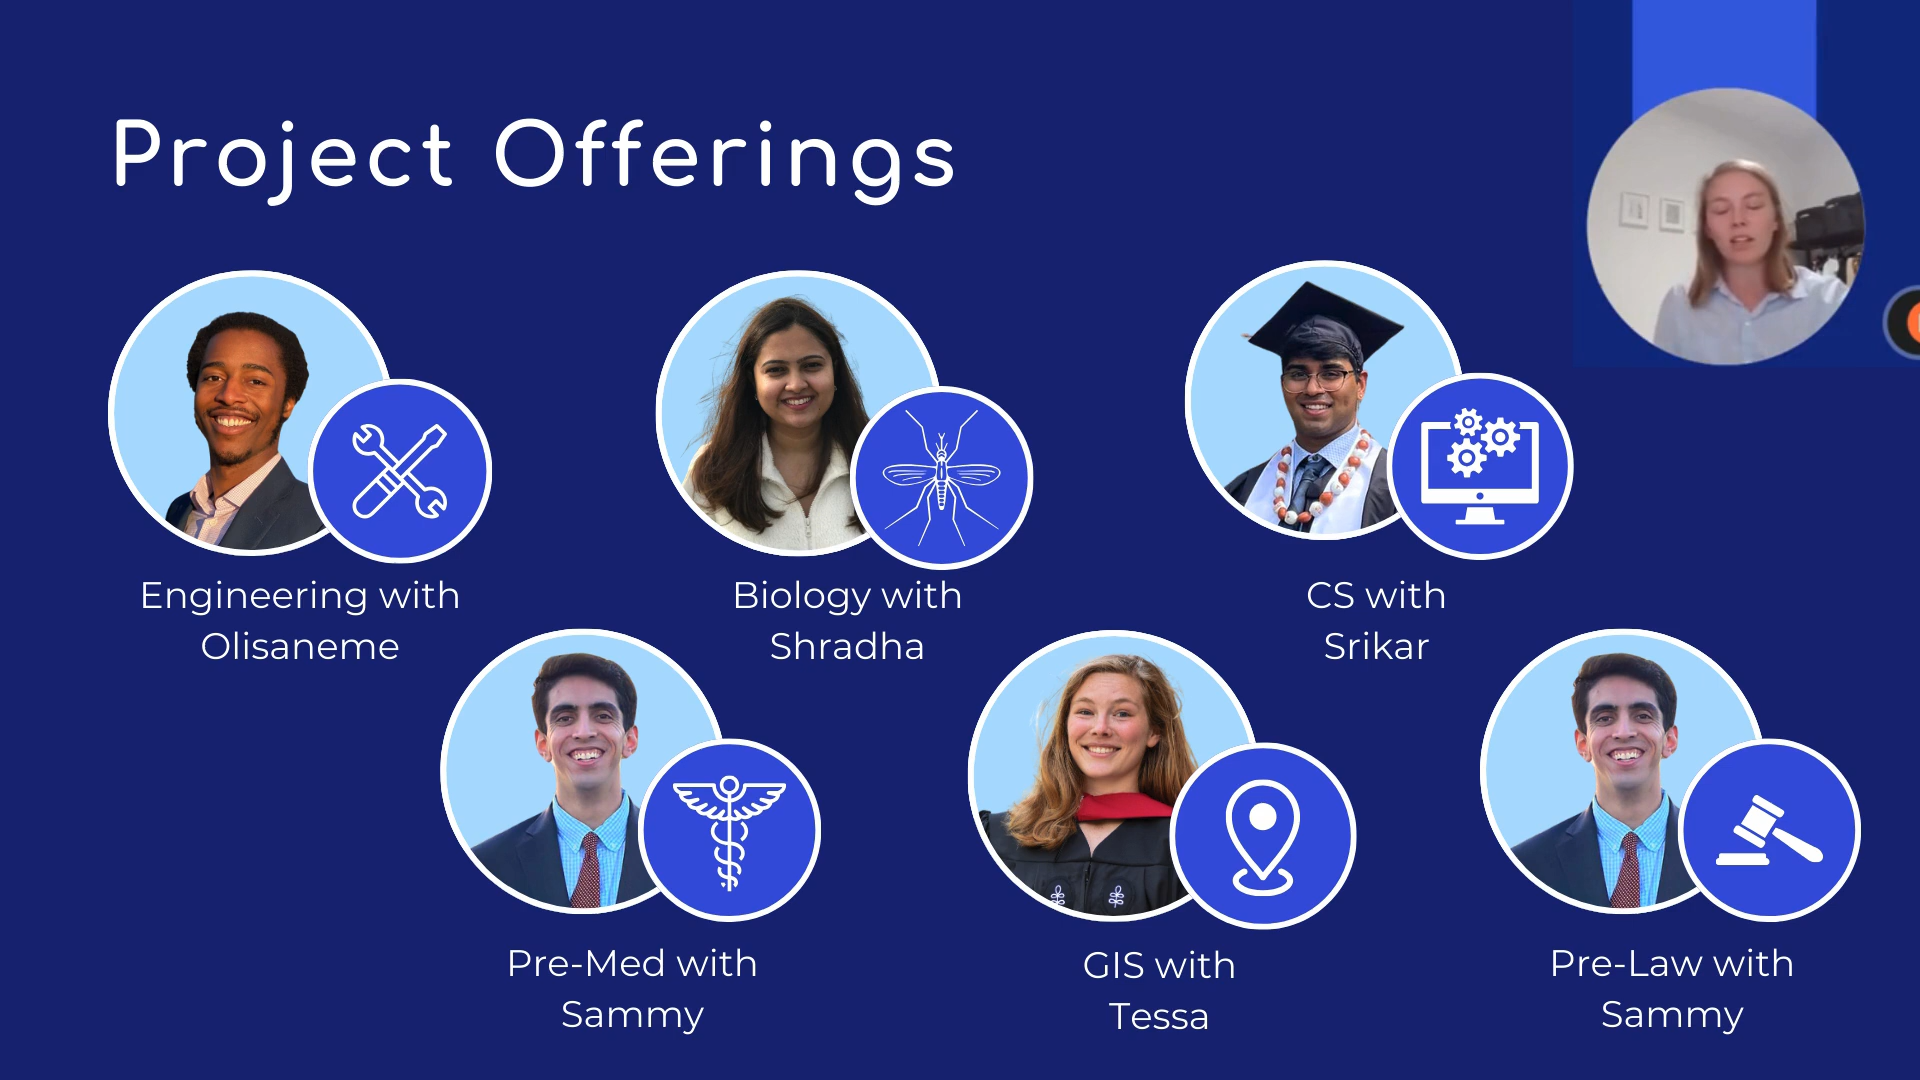 Project Offerings
Engineering with
Olisaneme
Biology with
Shradha
CS with
Srikar
Pre-Med with
Sammy
GIS with
Tessa
Pre-Law with
Sammy